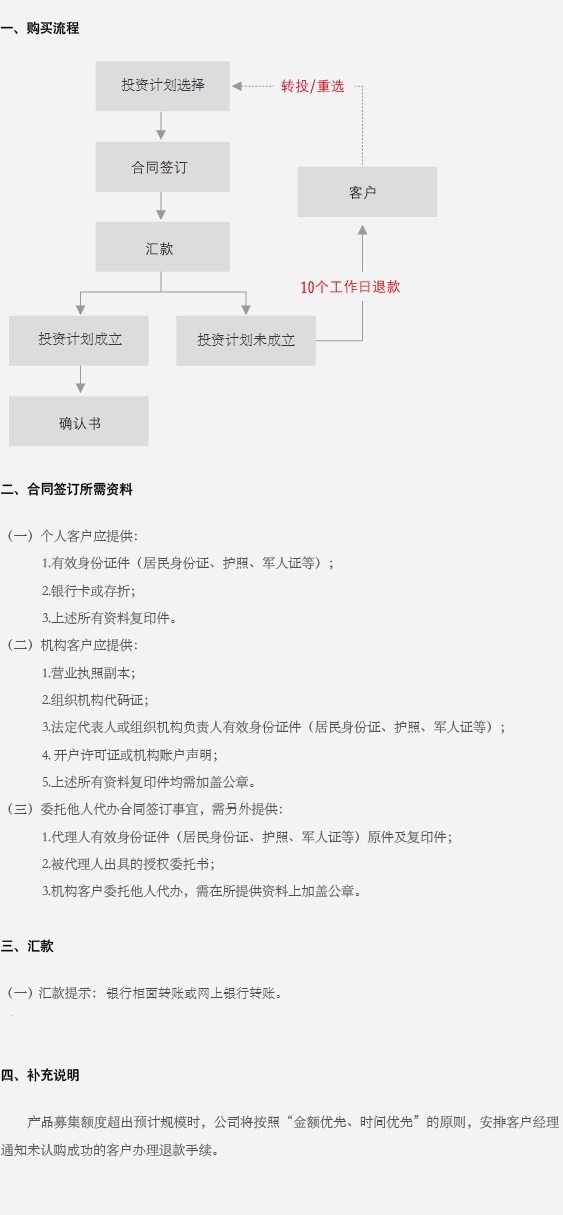 一、购买流程
投资计划选择
转投/重选
合同签订
客户
汇款
10个工作日退款
投资计划成立
投资计划未成立
确认书
二、合同签订所需资料
（一）个人客户应提供：
1.有效身份证件（居民身份证、护照、军人证等）；
2.银行卡或存折；
3.上述所有资料复印件。
（二）机构客户应提供：
1.营业执照副本；
2.组织机构代码证；
3.法定代表人或组织机构负责人有效身份证件（居民身份证、护照、军人证等）；
4. 开户许可证或机构账户声明；
5.上述所有资料复印件均需加盖公章。
（三）委托他人代办合同签订事宜，需另外提供：
1.代理人有效身份证件（居民身份证、护照、军人证等）原件及复印件；
2.被代理人出具的授权委托书；
3.机构客户委托他人代办，需在所提供资料上加盖公章。
三、汇款
（一）汇款提示： 银行柜面转账或网上银行转账。
四、补充说明
产品募集额度超出预计规模时，公司将按照“金额优先、时间优先”的原则，安排客户经理
通知未认购成功的客户办理退款手续。